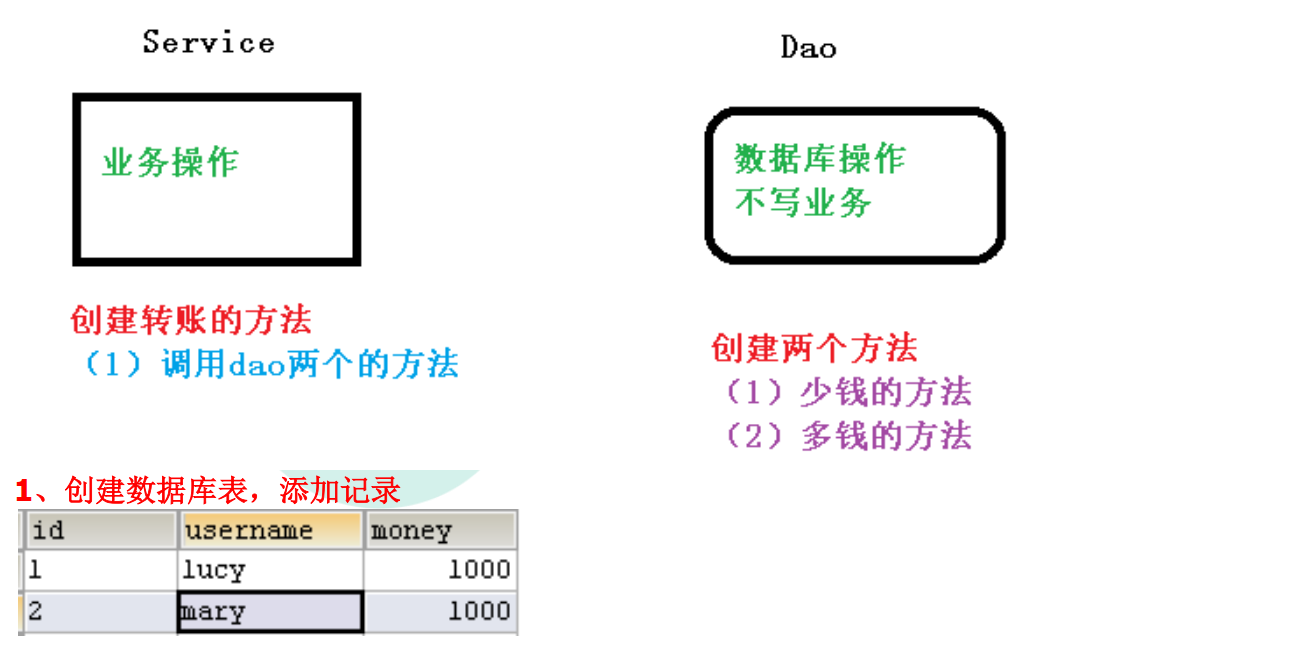 Service
业务操作
创建转账的方法
（1）调用dao两个的方法
Dao
数据库操作
不写业务
创建两个方法
（1）少钱的方法
（2）多钱的方法
1、创建数据库表，添加记录
id username money
1 lucy 1000
2 mary 1000